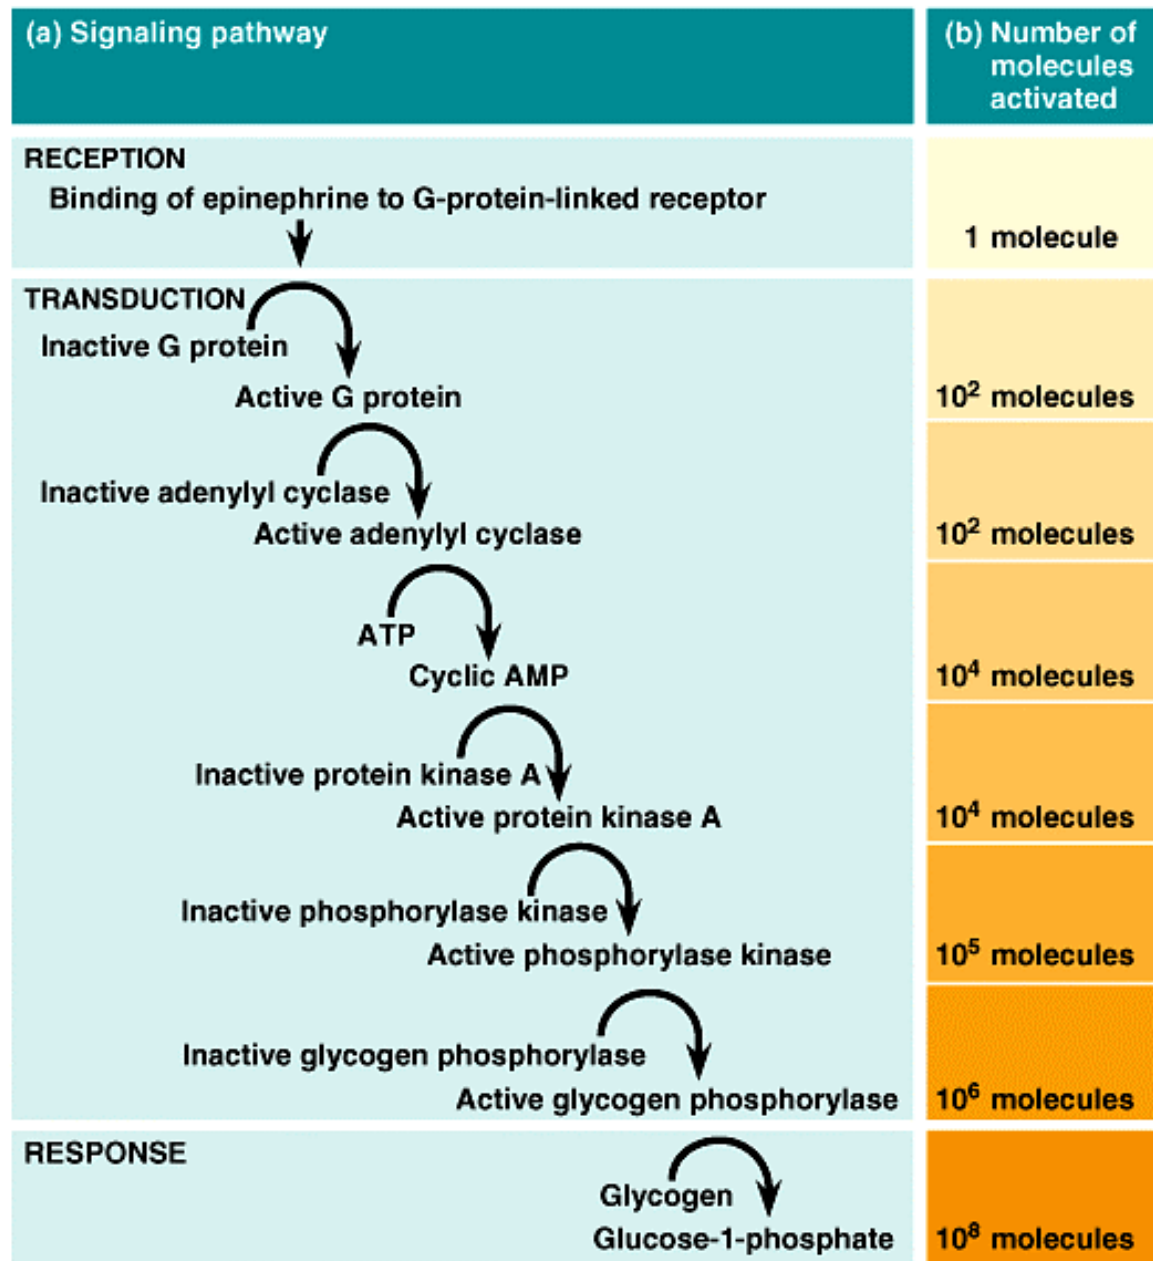 (a) Signaling pathway
(b) Number of
molecules
activated
RECEPTION
Binding of epinephrine to G-protein-linked receptor
1 molecule
TRANSDUCTION
Inactive G protein
Active G protein
10² molecules
Inactive adenylyl cyclase
Active adenylyl cyclase
10² molecules
ATP
Cyclic AMP
10⁴ molecules
Inactive protein kinase A
Active protein kinase A
10⁴ molecules
Inactive phosphorylase kinase
Active phosphorylase kinase
10⁵ molecules
Inactive glycogen phosphorylase
Active glycogen phosphorylase
10⁶ molecules
RESPONSE
Glycogen
Glucose-1-phosphate
10⁸ molecules